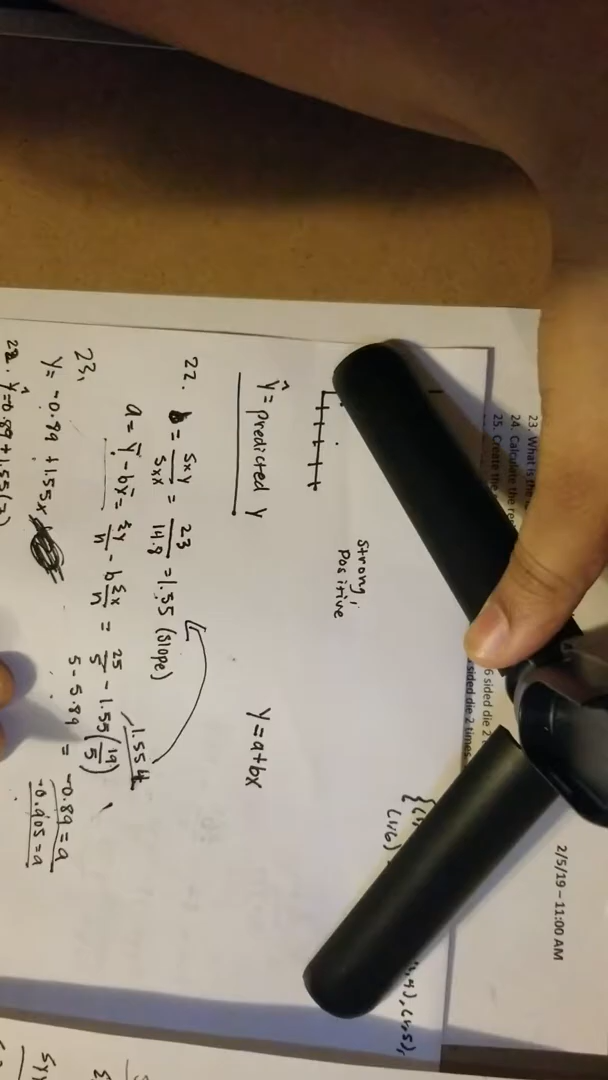 2/5/19 – 11:00 AM
23. What is the
24. Calculate the
25. Create the
6 sided die 2
sided die 2 times
(1,6)
,4), (1,5),
Strong,
Positive
ŷ = predicted y
Y = a + bx
22. b = Sxy/Sxx = 23/14.8 = 1.55 (slope)
1.554
a = ȳ - bx̄ = Σy/n - b Σx/n = 25/5 - 1.55(19/5)
5 - 5.89 = -0.89 = a
-0.905 = a
23.
y = -0.89 + 1.55x